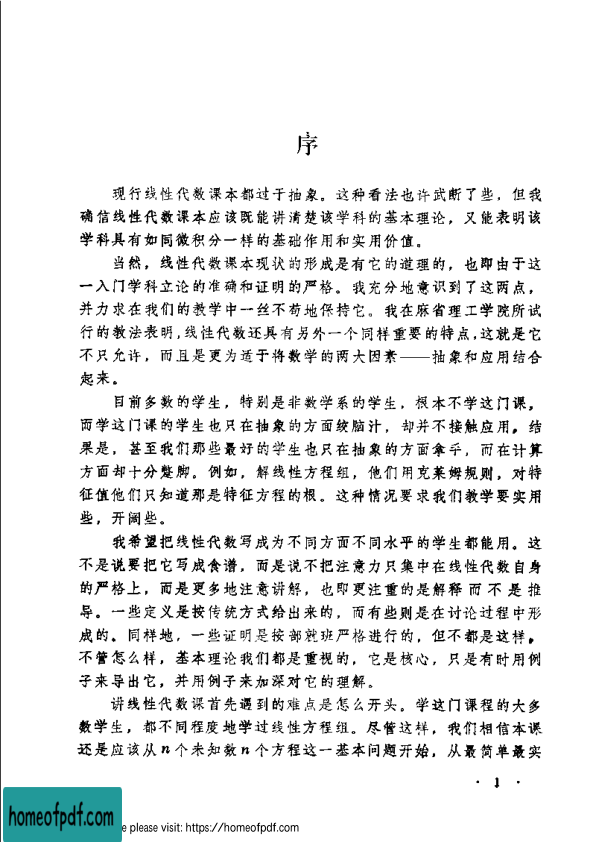 序
现行线性代数课本都过于抽象。这种看法也许武断了些，但我
确信线性代数课本应该既能讲清楚该学科的基本理论，又能表明该
学科具有如同微积分一样的基础作用和实用价值。
当然，线性代数课本现状的形成是有它的道理的，也即由于这
一入门学科立论的准确和证明的严格。我充分地意识到了这两点，
并力求在我们的教学中一丝不苟地保持它。我在麻省理工学院所试
行的教法表明，线性代数还具有另外一个同样重要的特点，这就是它
不只允许，而且是更为适于将数学的两大因素——抽象和应用结合
起来。
目前多数的学生，特别是非数学系的学生，根本不学这门课。
而学这门课的学生也只在抽象的方面绞脑汁，却并不接触应用。结
果是，甚至我们那些最好的学生也只在抽象的方面拿手，而在计算
方面却十分蹩脚。例如，解线性方程组，他们用克莱姆规则，对特
征值他们只知道那是特征方程的根。这种情况要求我们教学要实用
些，开阔些。
我希望把线性代数写成为不同方面不同水平的学生都能用。这
不是说要把它写成食谱，而是说不把注意力只集中在线性代数自身
的严格上，而是更多地注意讲解，也即更注重的是解释而不是推
导。一些定义是按传统方式给出来的，而有些则是在讨论过程中形
成的。同样地，一些证明是按部就班严格进行的，但不都是这样。
不管怎么样，基本理论我们都是重视的，它是核心，只是有时用例
子来导出它，并用例子来加深对它的理解。
讲线性代数课首先遇到的难点是怎么开头。学这门课程的大多
数学生，都不同程度地学过线性方程组。尽管这样，我们相信本课
还是应该从n个未知数n个方程这一基本问题开始，从最简单最实
· 1 ·
homeofpdf.com
e please visit: https://homeofpdf.com